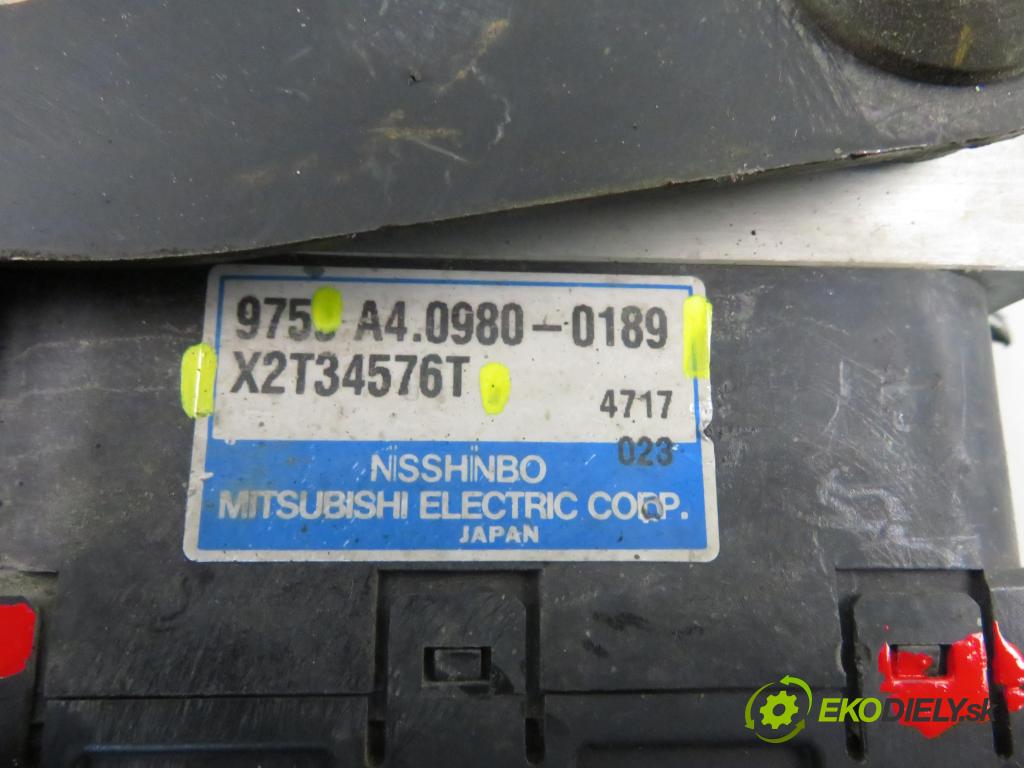 A4.0980-0189
X2T34576T
4717
023
NISSHINBO
MITSUBISHI ELECTRIC CORP.
JAPAN
EKODIELY.sk